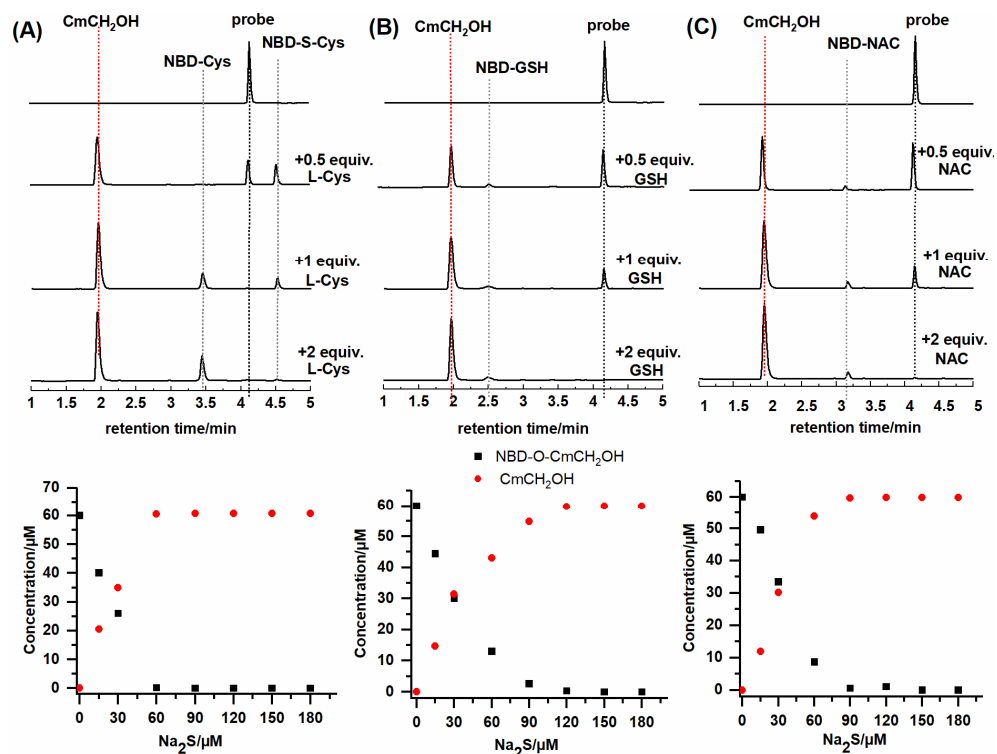 (A)
CmCH₂OH
probe
NBD-Cys
NBD-S-Cys
+0.5 equiv.
L-Cys
+1 equiv.
L-Cys
+2 equiv.
L-Cys
1 1.5 2 2.5 3 3.5 4 4.5 5
retention time/min
(B)
CmCH₂OH
probe
NBD-GSH
+0.5 equiv.
GSH
+1 equiv.
GSH
+2 equiv.
GSH
1 1.5 2 2.5 3 3.5 4 4.5 5
retention time/min
(C)
CmCH₂OH
probe
NBD-NAC
+0.5 equiv.
NAC
+1 equiv.
NAC
+2 equiv.
NAC
1 1.5 2 2.5 3 3.5 4 4.5 5
retention time/min
NBD-O-CmCH₂OH
CmCH₂OH
Concentration/µM
70
60
50
40
30
20
10
0
0 30 60 90 120 150 180
Na₂S/µM
Concentration/µM
60
50
40
30
20
10
0
0 30 60 90 120 150 180
Na₂S/µM
Concentration/µM
60
50
40
30
20
10
0
0 30 60 90 120 150 180
Na₂S/µM